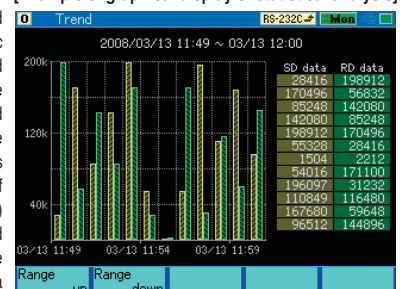 0 Trend RS-232C Mon
2008/03/13 11:49 ~ 03/13 12:00
200k
120k
40k
03/13 11:49 03/13 11:54 03/13 11:59
SD data RD data
28416 198912
170496 56832
85248 142080
142080 85248
198912 170496
55328 28416
1504 2212
54016 171100
196097 31232
110849 116480
167680 59648
96512 144896
Range up Range down